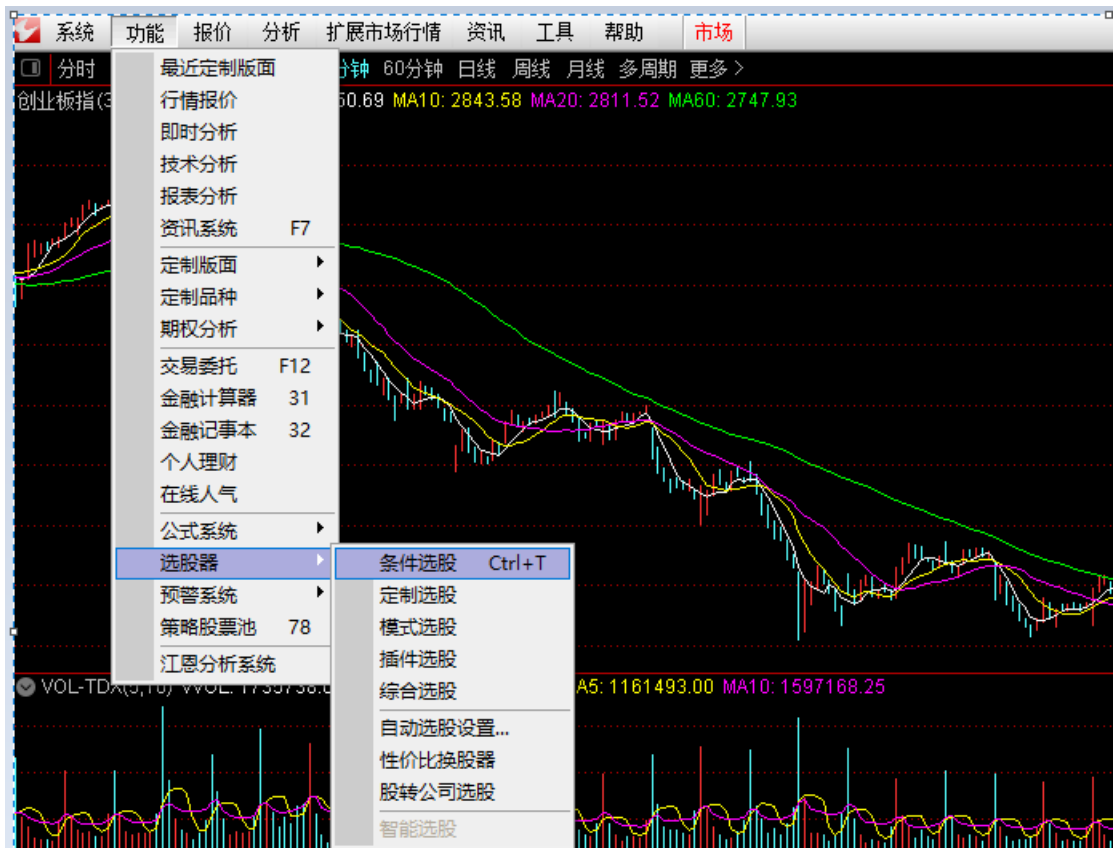 系统 功能 报价 分析 扩展市场行情 资讯 工具 帮助 市场
分时 分钟 60分钟 日线 周线 月线 多周期 更多 >
创业板指(3 50.69 MA10: 2843.58 MA20: 2811.52 MA60: 2747.93
最近定制版面
行情报价
即时分析
技术分析
报表分析
资讯系统 F7
定制版面
定制品种
期权分析
交易委托 F12
金融计算器 31
金融记事本 32
个人理财
在线人气
公式系统
选股器
预警系统
策略股票池 78
江恩分析系统
条件选股 Ctrl+T
定制选股
模式选股
插件选股
综合选股
自动选股设置...
性价比换股器
股转公司选股
智能选股
VOL-TDX(5,10) VVOL: A5: 1161493.00 MA10: 1597168.25